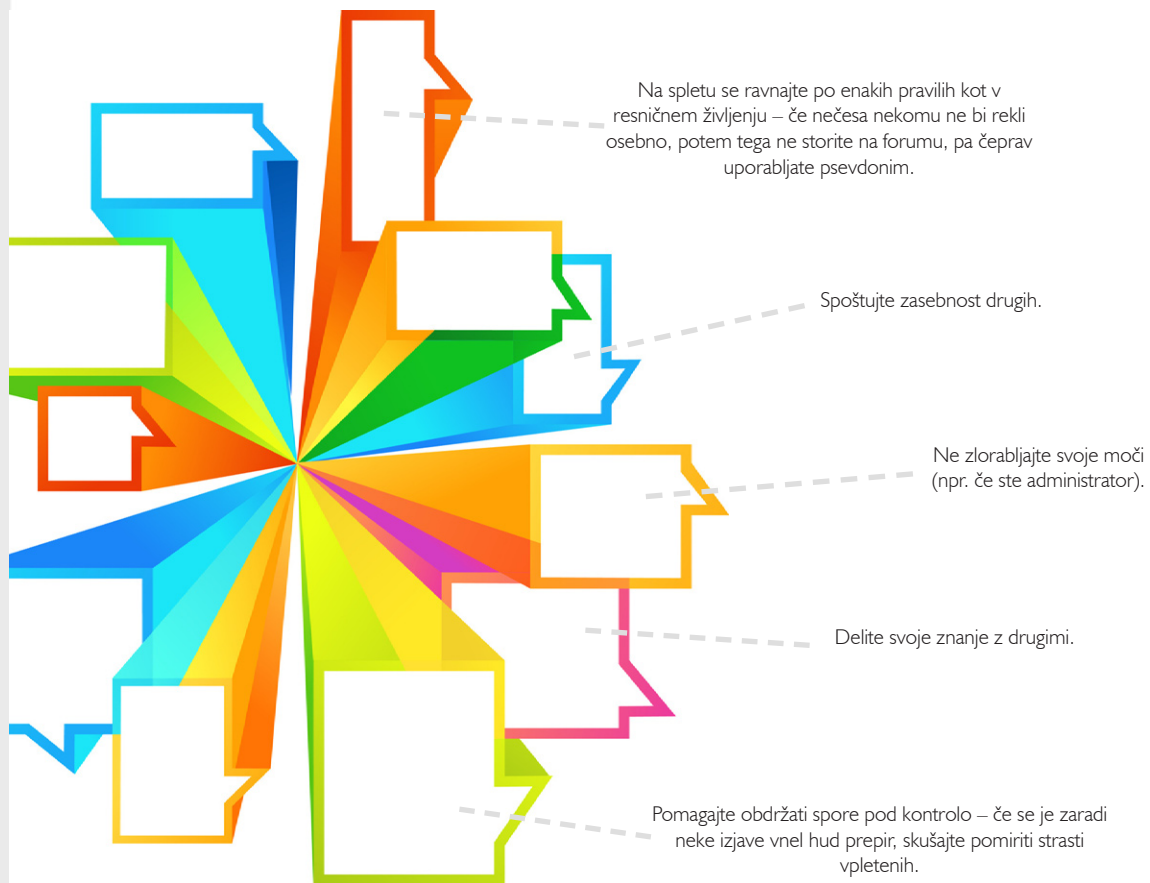 Na spletu se ravnajte po enakih pravilih kot v
resničnem življenju – če nečesa nekomu ne bi rekli
osebno, potem tega ne storite na forumu, pa čeprav
uporabljate psevdonim.
Spoštujte zasebnost drugih.
Ne zlorabljajte svoje moči
(npr. če ste administrator).
Delite svoje znanje z drugimi.
Pomagajte obdržati spore pod kontrolo – če se je zaradi
neke izjave vnel hud prepir, skušajte pomiriti strasti
vpletenih.